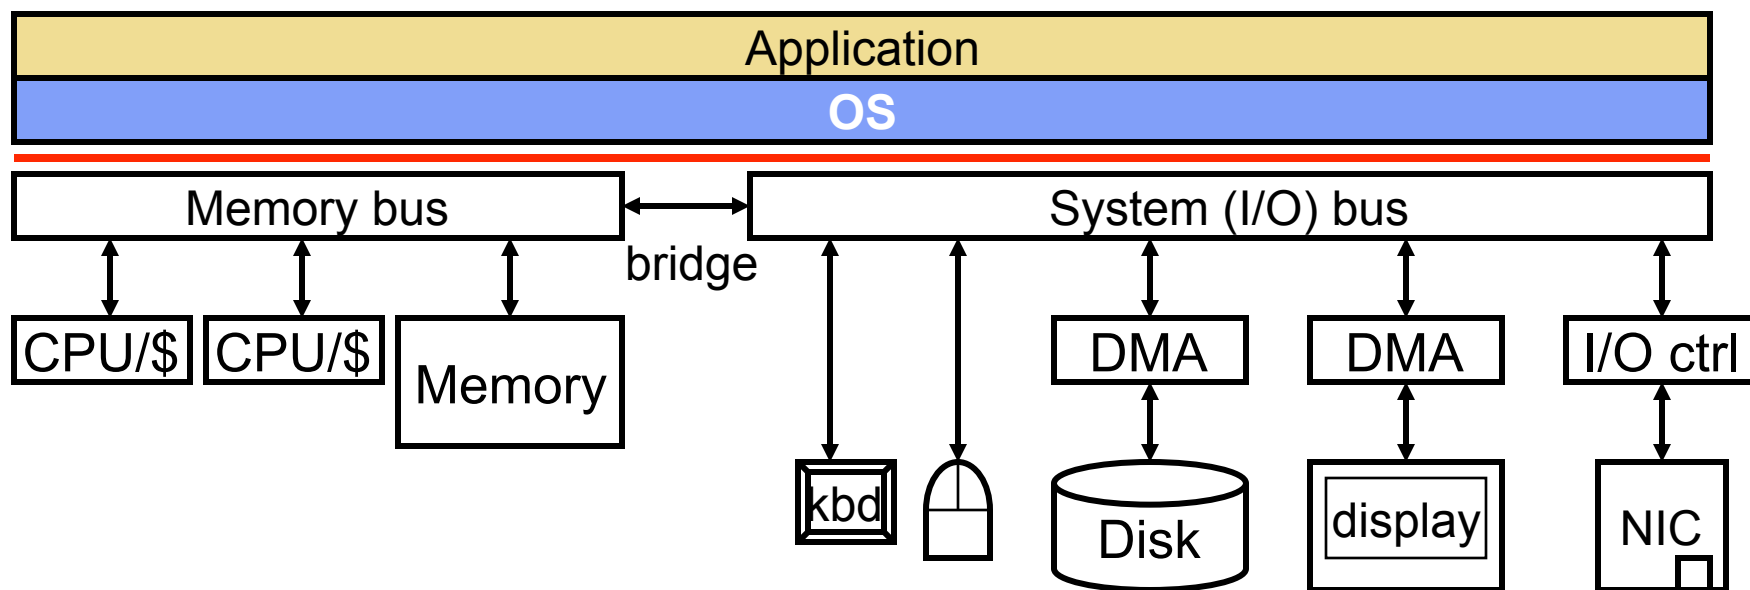 Application
OS
Memory bus
System (I/O) bus
bridge
CPU/$
CPU/$
Memory
DMA
DMA
I/O ctrl
kbd
Disk
display
NIC